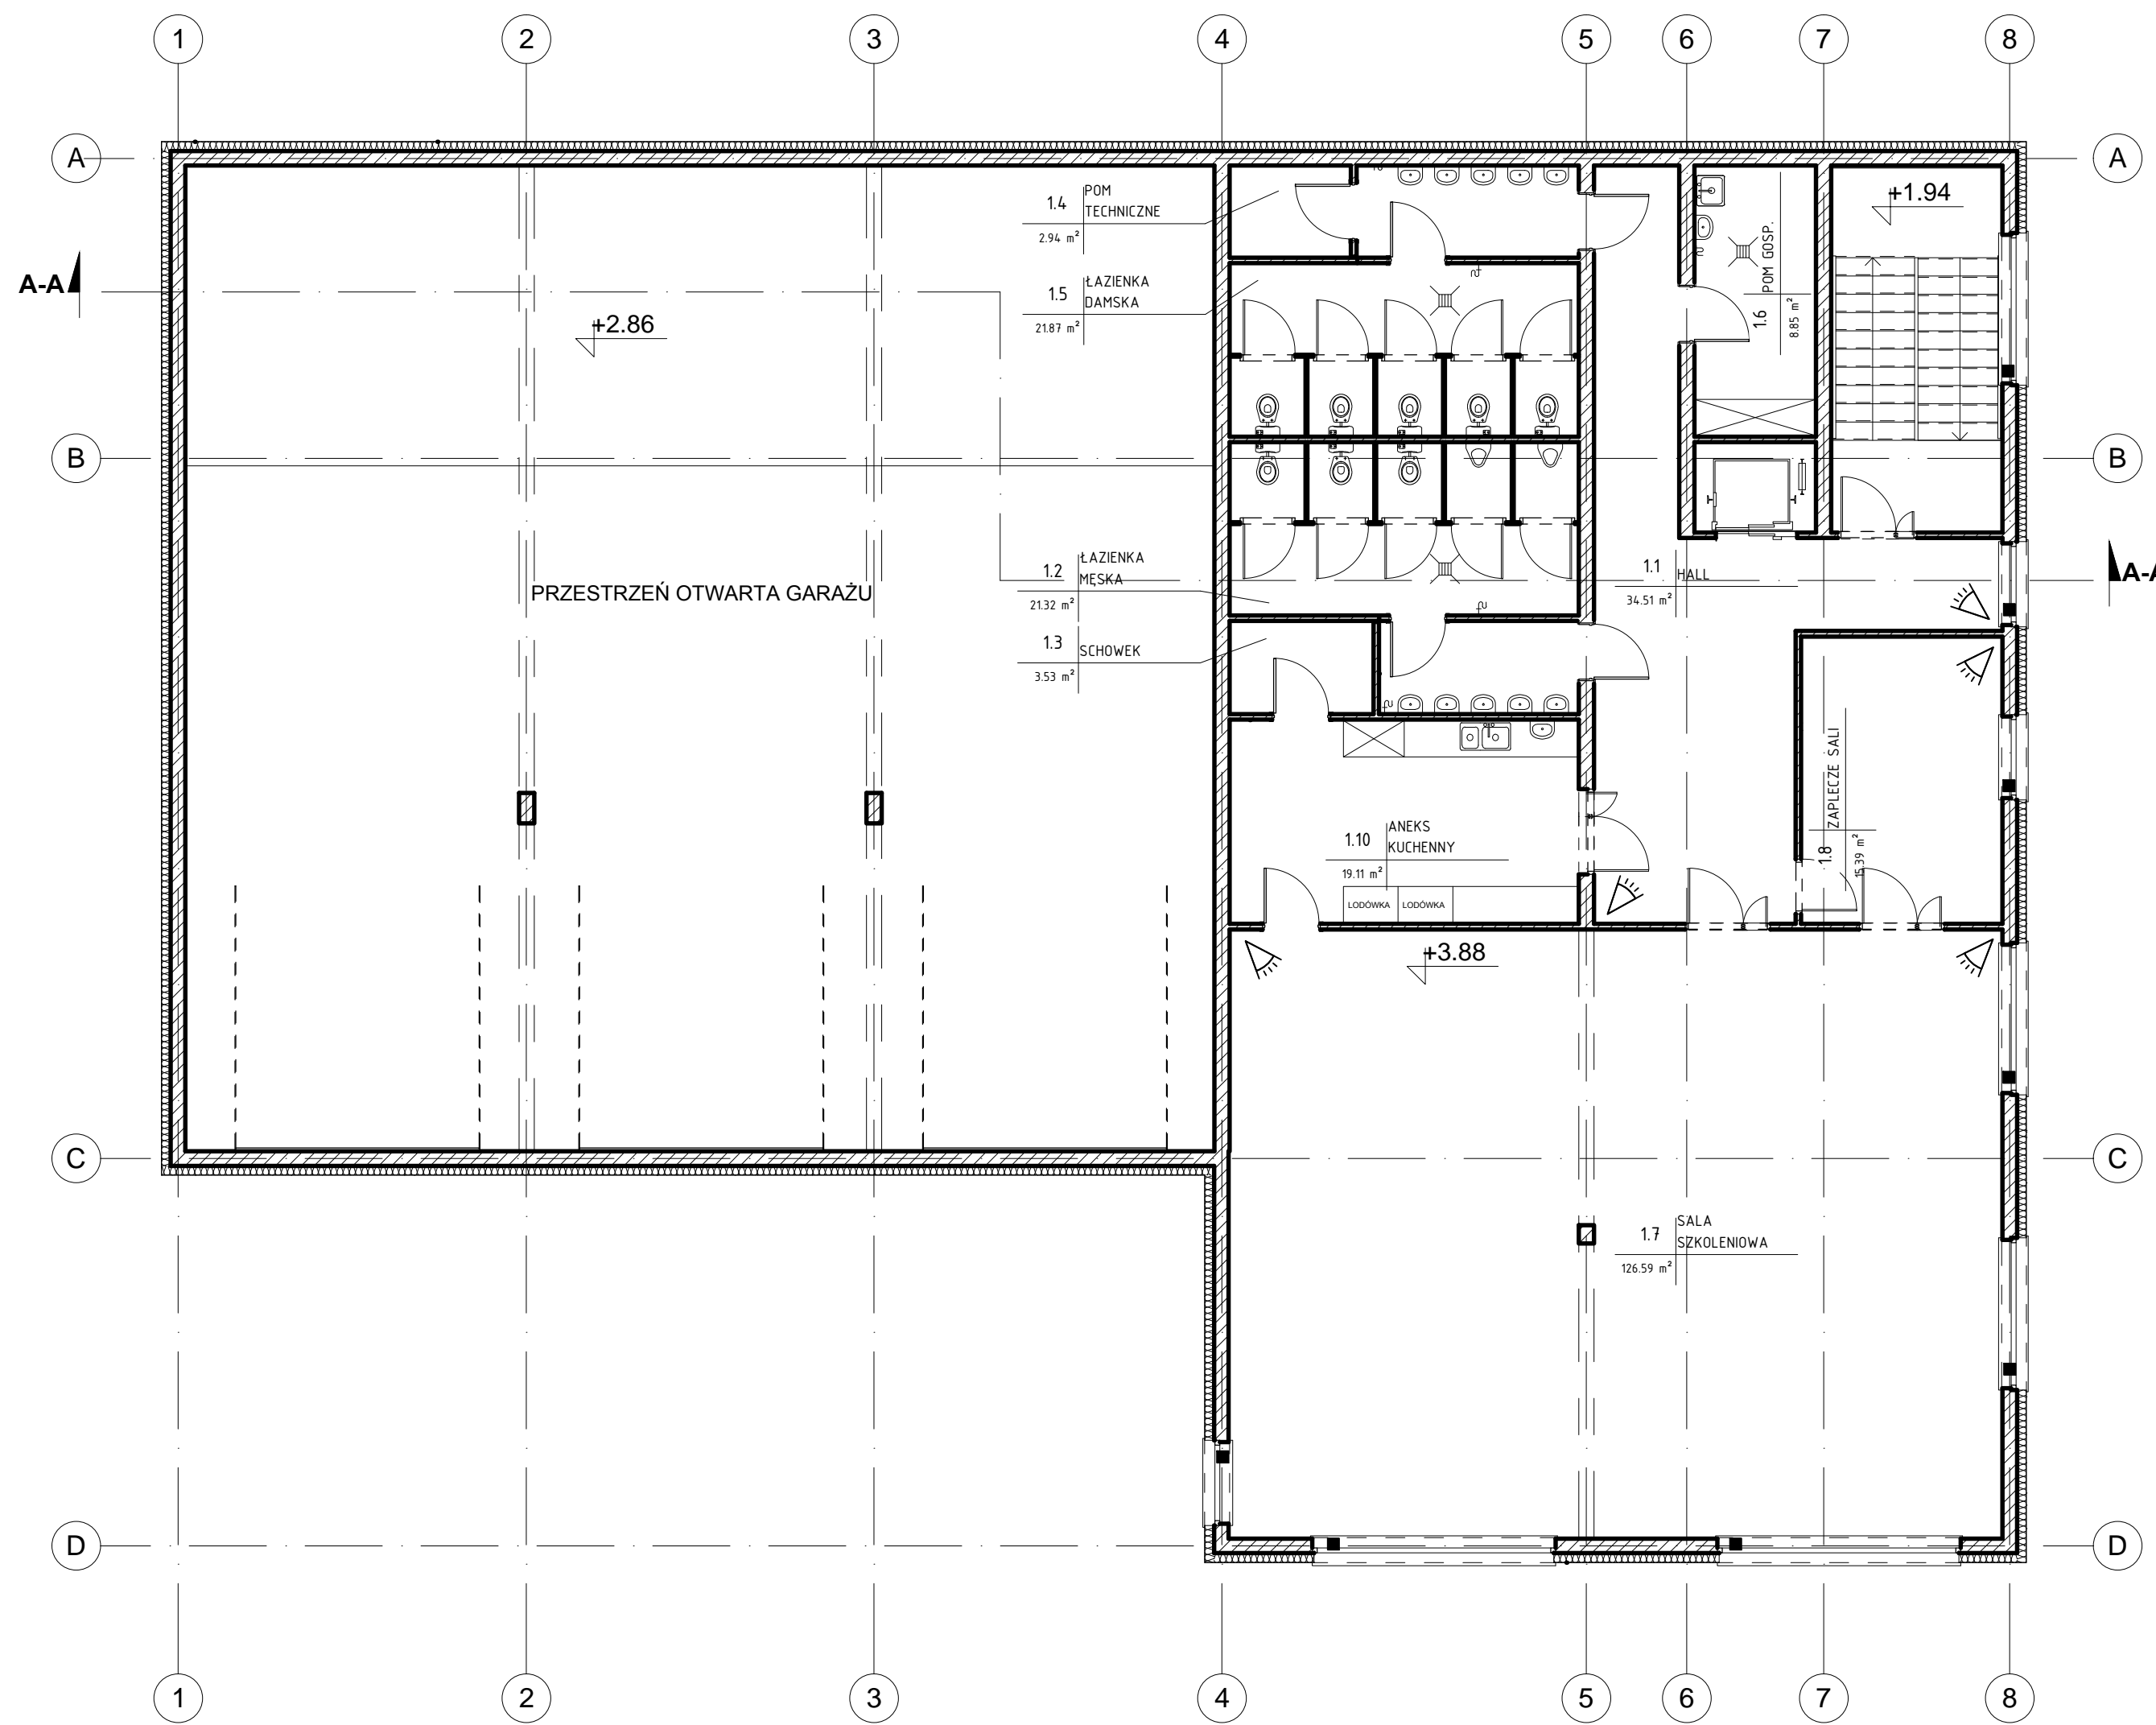 1 2 3 4 5 6 7 8
A A
+1.94
1.4 POM
TECHNICZNE
2.94 m²
POM GOSP.
1.6
8.85 m²
A-A
1.5 ŁAZIENKA
DAMSKA
21.87 m²
+2.86
B B
1.2 ŁAZIENKA
MĘSKA
21.32 m²
PRZESTRZEŃ OTWARTA GARAŻU
1.1 HALL
34.51 m²
A-A
1.3 SCHOWEK
3.53 m²
ZAPLECZE SALI
1.8
15.39 m²
1.10 ANEKS
KUCHENNY
19.11 m²
LODÓWKA LODÓWKA
+3.88
C C
1.7 SALA
SZKOLENIOWA
126.59 m²
D D
1 2 3 4 5 6 7 8